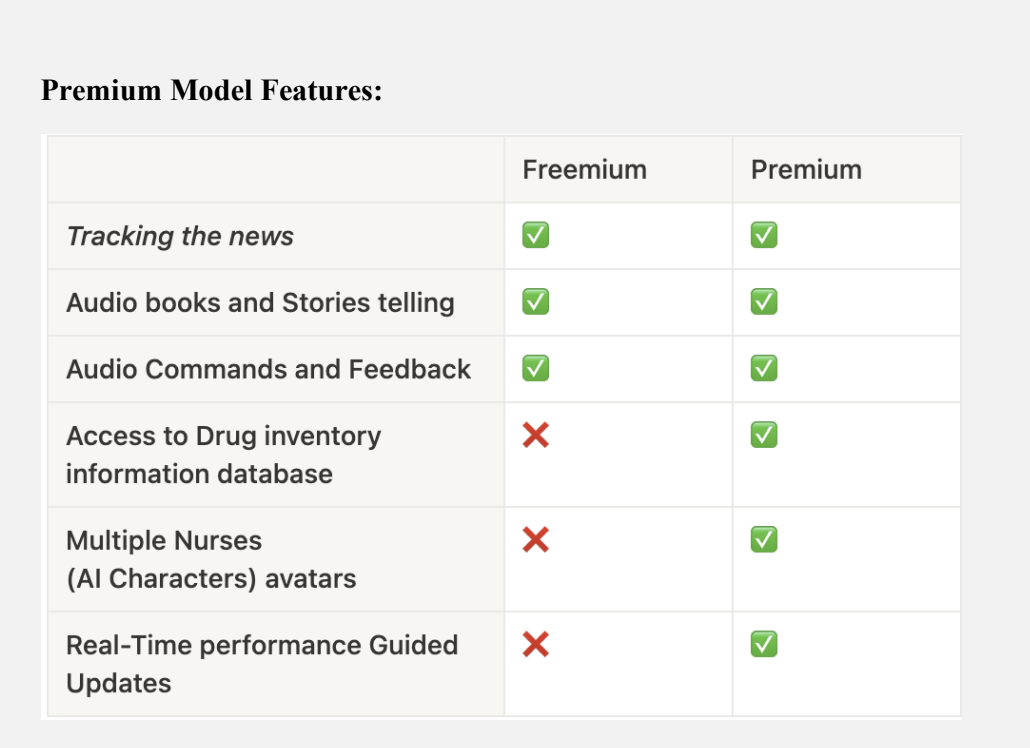 Premium Model Features:
Freemium Premium
Tracking the news ✅ ✅
Audio books and Stories telling ✅ ✅
Audio Commands and Feedback ✅ ✅
Access to Drug inventory ❌ ✅
information database
Multiple Nurses ❌ ✅
(AI Characters) avatars
Real-Time performance Guided ❌ ✅
Updates